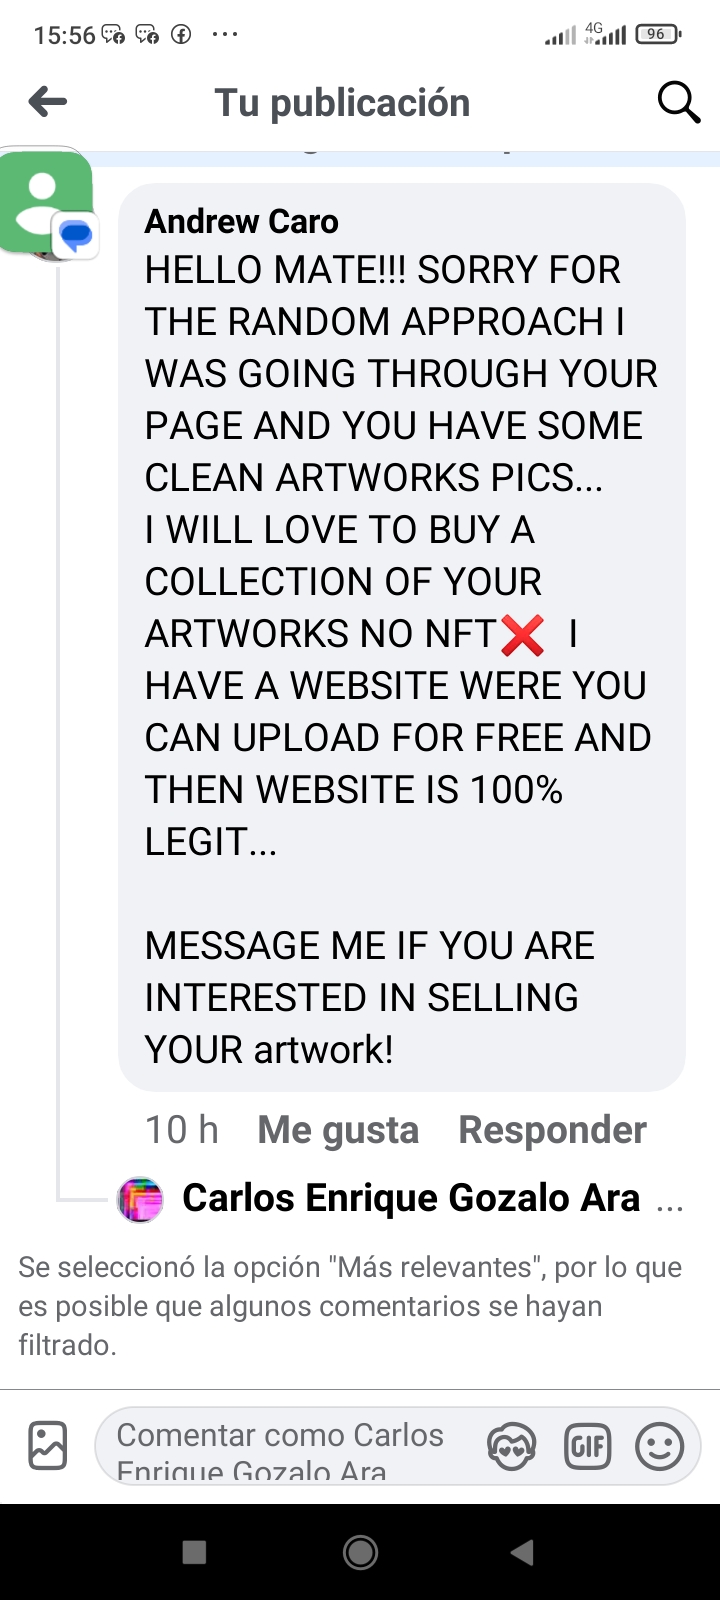 15:56
4G
96
Tu publicación
Andrew Caro
HELLO MATE!!! SORRY FOR
THE RANDOM APPROACH I
WAS GOING THROUGH YOUR
PAGE AND YOU HAVE SOME
CLEAN ARTWORKS PICS...
I WILL LOVE TO BUY A
COLLECTION OF YOUR
ARTWORKS NO NFT❌ I
HAVE A WEBSITE WERE YOU
CAN UPLOAD FOR FREE AND
THEN WEBSITE IS 100%
LEGIT...
MESSAGE ME IF YOU ARE
INTERESTED IN SELLING
YOUR artwork!
10 h Me gusta Responder
Carlos Enrique Gozalo Ara ...
Se seleccionó la opción "Más relevantes", por lo que
es posible que algunos comentarios se hayan
filtrado.
Comentar como Carlos
Enrique Gozalo Ara
GIF